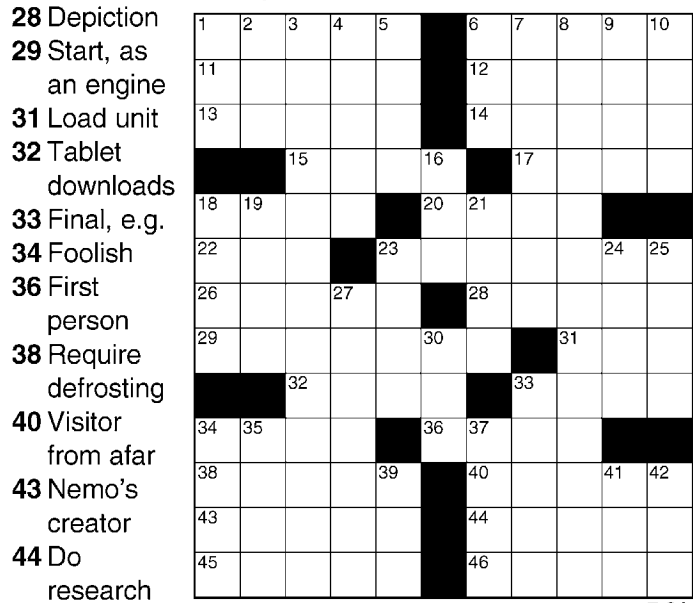 28 Depiction
29 Start, as
an engine
31 Load unit
32 Tablet
downloads
33 Final, e.g.
34 Foolish
36 First
person
38 Require
defrosting
40 Visitor
from afar
43 Nemo's
creator
44 Do
research
1 2 3 4 5 6 7 8 9 10
11 12
13 14
15 16 17
18 19 20 21
22 23 24 25
26 27 28
29 30 31
32 33
34 35 36 37
38 39 40 41 42
43 44
45 46